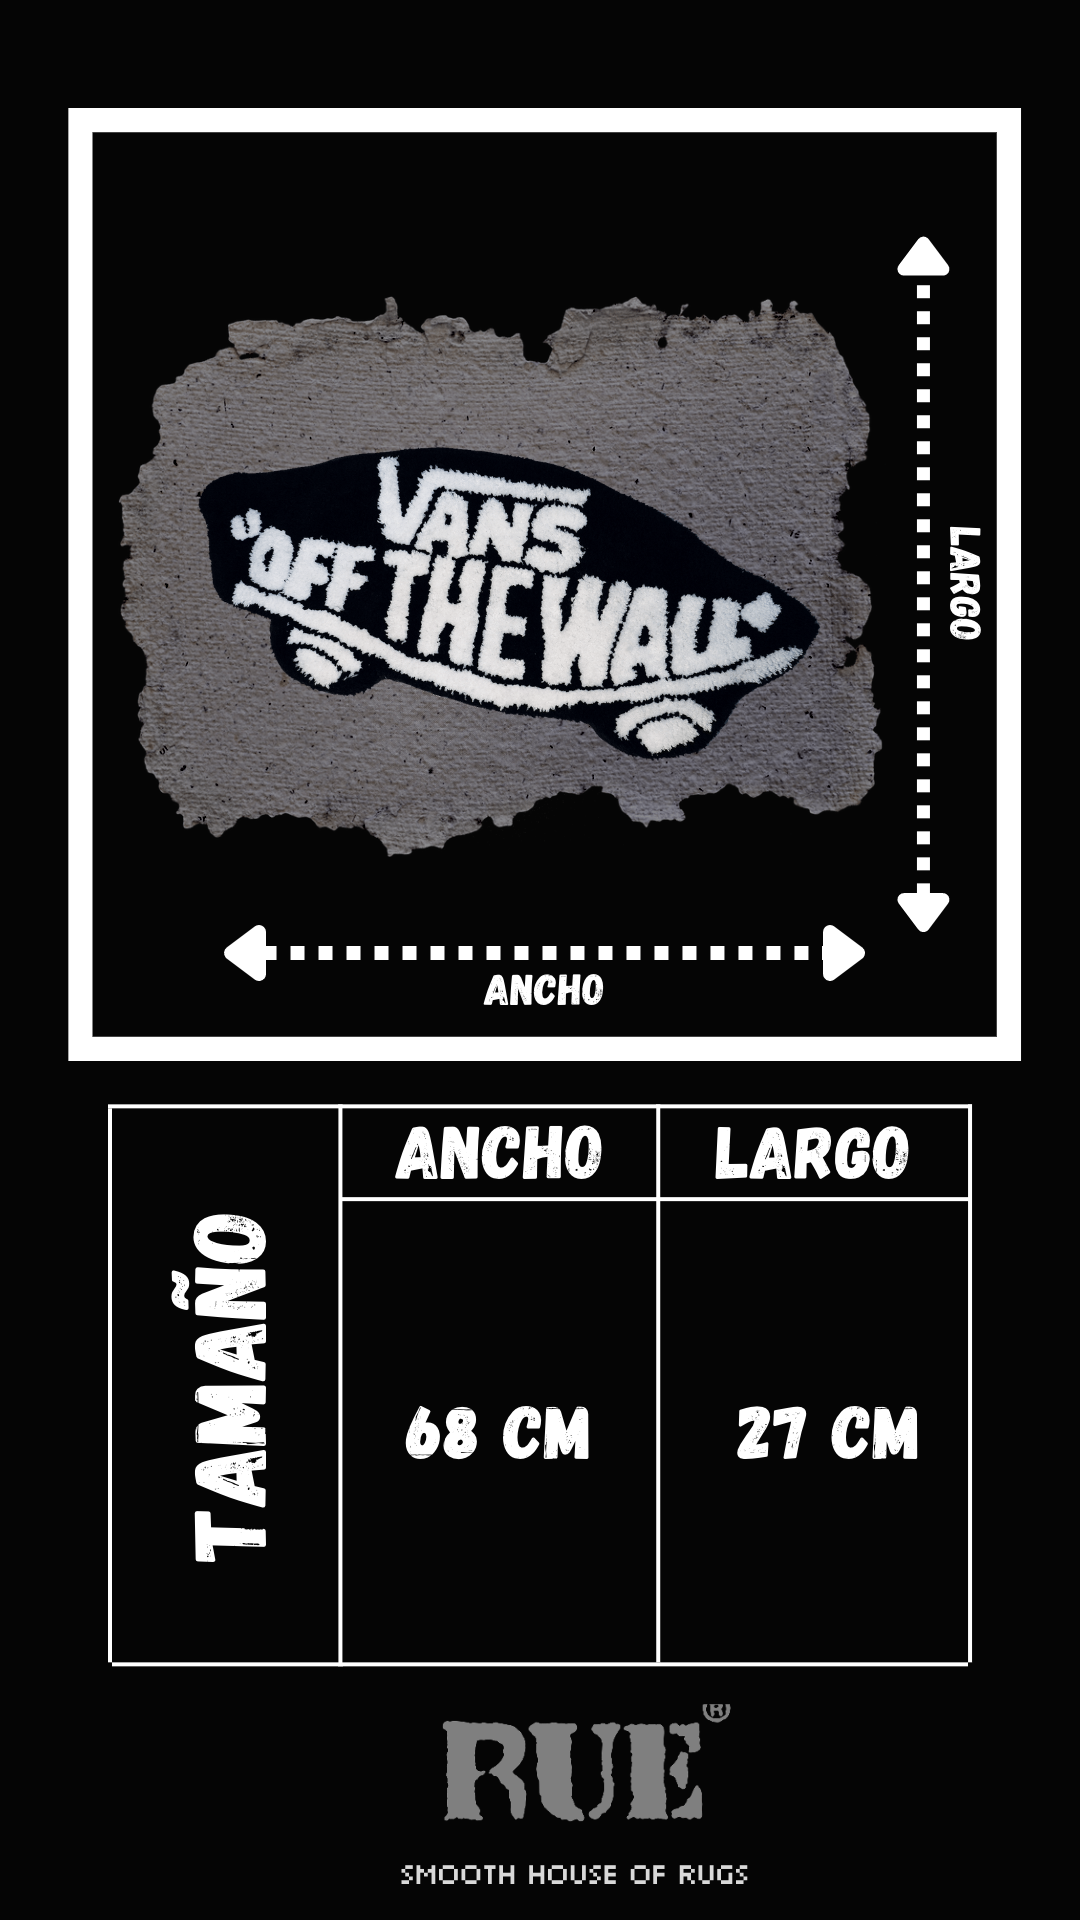 VANS
"OFF THE WALL"
LARGO
ANCHO
ANCHO LARGO
TAMAÑO
68 CM 27 CM
RUE®
SMOOTH HOUSE OF RUGS